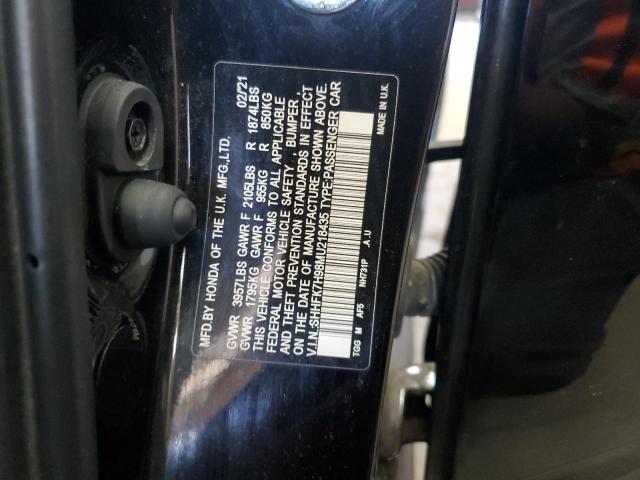 MFD.BY HONDA OF THE U.K. MFG.,LTD. 02/21
GVWR 3957LBS GAWR F 2105LBS R 1874LBS
GVWR 1795KG GAWR F 955KG R 850KG
THIS VEHICLE CONFORMS TO ALL APPLICABLE
FEDERAL MOTOR VEHICLE SAFETY , BUMPER ,
AND THEFT PREVENTION STANDARDS IN EFFECT
ON THE DATE OF MANUFACTURE SHOWN ABOVE.
V.I.N.:SHHFK7H98MU218435 TYPE:PASSENGER CAR
TGG M AF5 NH731P A.U MADE IN U.K.